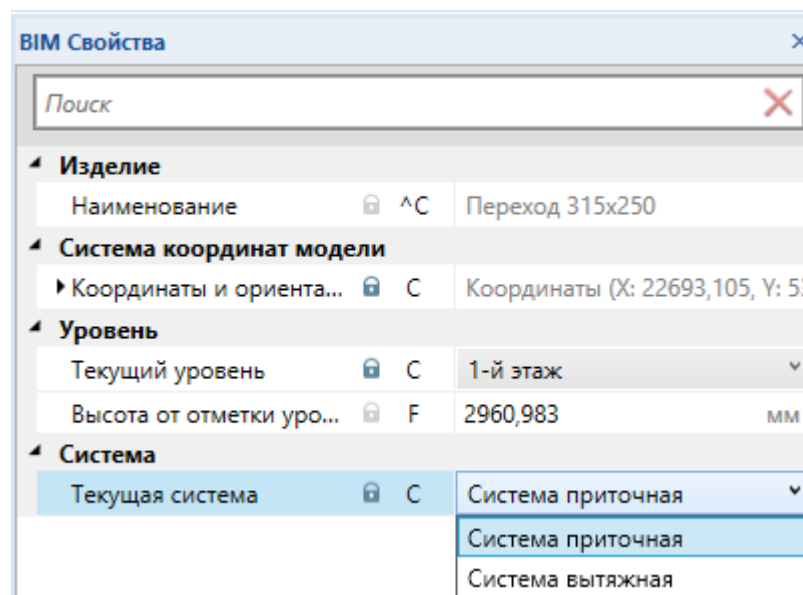 BIM Свойства
Поиск
Изделие
Наименование ^C Переход 315x250
Система координат модели
Координаты и ориента... C Координаты (X: 22693,105, Y: 53
Уровень
Текущий уровень C 1-й этаж
Высота от отметки уро... F 2960,983 мм
Система
Текущая система C Система приточная
Система приточная
Система вытяжная